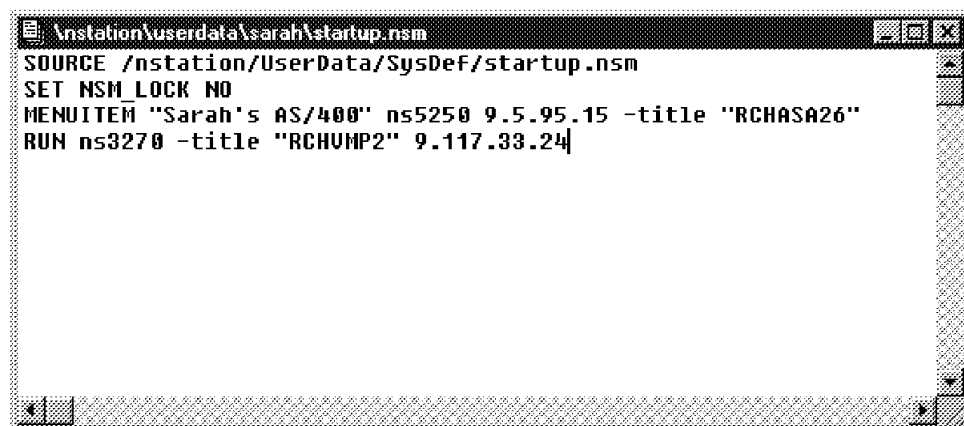 \nstation\userdata\sarah\startup.nsm
SOURCE /nstation/UserData/SysDef/startup.nsm
SET NSM_LOCK NO
MENUITEM "Sarah's AS/400" ns5250 9.5.95.15 -title "RCHASA26"
RUN ns3270 -title "RCHVMP2" 9.117.33.24